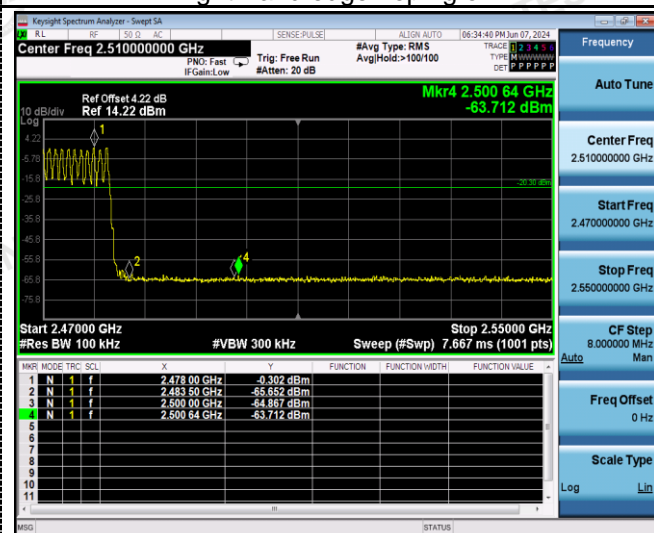 Keysight Spectrum Analyzer - Swept SA
RL RF 50 Ω AC SENSE:PULSE ALIGN AUTO 06:34:40 PM Jun 07, 2024
Center Freq 2.510000000 GHz #Avg Type: RMS TRACE 1 2 3 4 5 6
PNO: Fast Trig: Free Run Avg|Hold:>100/100 TYPE M WWWWW
IFGain:Low #Atten: 20 dB DET P P P P P P
Frequency
Auto Tune
Ref Offset 4.22 dB Mkr4 2.500 64 GHz
10 dB/div Ref 14.22 dBm -63.712 dBm
Log
4.22
-5.78
-15.8
-20.30 dBm
-25.8
-35.8
-45.8
-55.8
-65.8
-75.8
1
2
4
Start 2.47000 GHz Stop 2.55000 GHz
#Res BW 100 kHz #VBW 300 kHz Sweep (#Swp) 7.667 ms (1001 pts)
MKR MODE TRC SCL X Y FUNCTION FUNCTION WIDTH FUNCTION VALUE
1 N 1 f 2.478 00 GHz -0.302 dBm
2 N 1 f 2.483 50 GHz -65.652 dBm
3 N 1 f 2.500 00 GHz -64.867 dBm
4 N 1 f 2.500 64 GHz -63.712 dBm
5
6
7
8
9
10
11
MSG STATUS
Center Freq
2.510000000 GHz
Start Freq
2.470000000 GHz
Stop Freq
2.550000000 GHz
CF Step
8.000000 MHz
Auto Man
Freq Offset
0 Hz
Scale Type
Log Lin